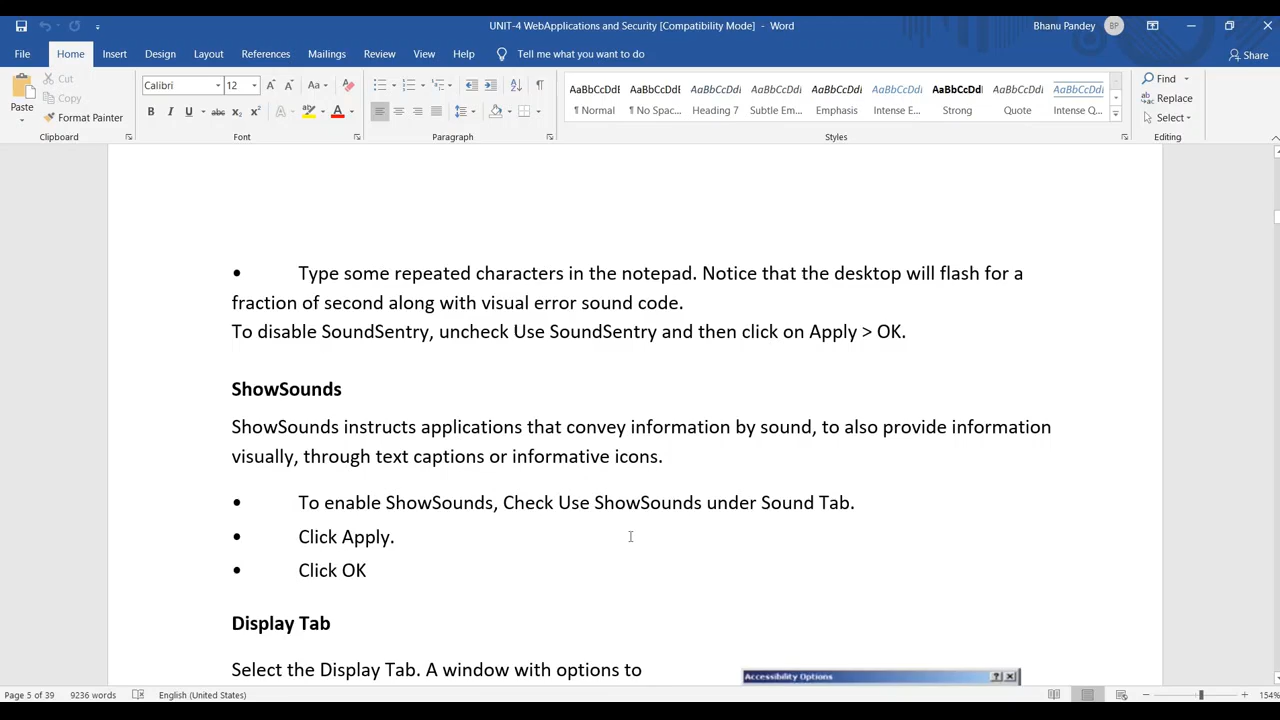 UNIT-4 WebApplications and Security [Compatibility Mode] - Word
Bhanu Pandey BP
File Home Insert Design Layout References Mailings Review View Help Tell me what you want to do Share
Paste Cut Copy Format Painter
Clipboard
Calibri 12
Font
Paragraph
AaBbCcDdE AaBbCcDdE AaBbCcDdI AaBbCcDdI AaBbCcDdI AaBbCcDdI AaBbCcDdI AaBbCcDdI AaBbCcDdI
¶ Normal ¶ No Spac... Heading 7 Subtle Em... Emphasis Intense E... Strong Quote Intense Q...
Styles
Find
Replace
Select
Editing
• Type some repeated characters in the notepad. Notice that the desktop will flash for a
fraction of second along with visual error sound code.
To disable SoundSentry, uncheck Use SoundSentry and then click on Apply > OK.
ShowSounds
ShowSounds instructs applications that convey information by sound, to also provide information
visually, through text captions or informative icons.
• To enable ShowSounds, Check Use ShowSounds under Sound Tab.
• Click Apply.
• Click OK
Display Tab
Select the Display Tab. A window with options to
Accessibility Options
Page 5 of 39 9236 words English (United States) 154%